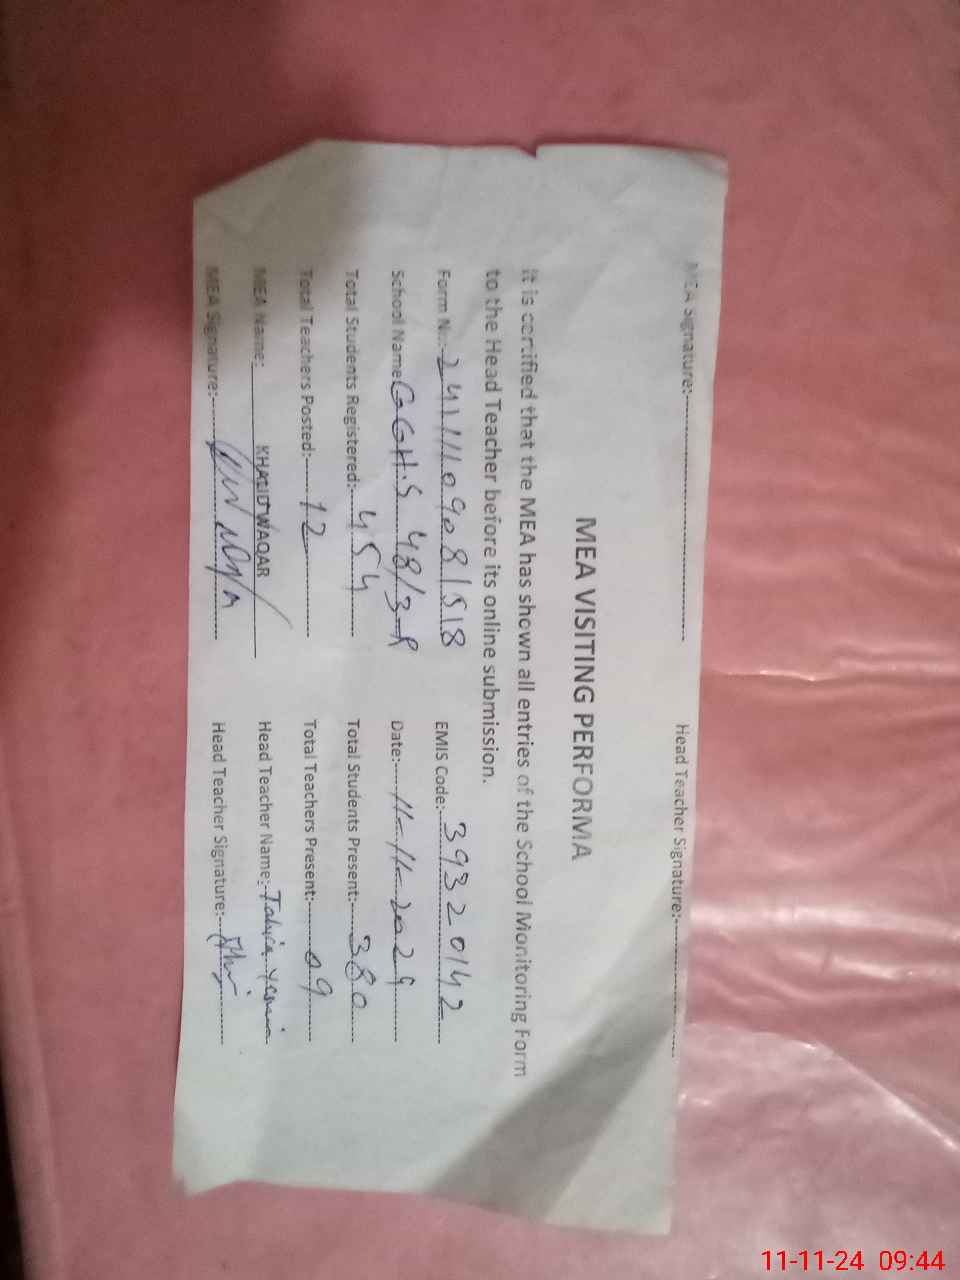 MEA Signature:- Head Teacher Signature:-
MEA VISITING PERFORMA
It is certified that the MEA has shown all entries of the School Monitoring Form
to the Head Teacher before its online submission.
Form No:- 24111109081518 EMIS Code:- 39320142
School Name GGHS 48/3-R Date:- 11-11-2024
Total Students Registered:- 454 Total Students Present:- 380
Total Teachers Posted:- 12 Total Teachers Present:- 09
MEA Name: KHALID WAQAR Head Teacher Name:- Tahira
MEA Signature:- Head Teacher Signature:-
11-11-24 09:44